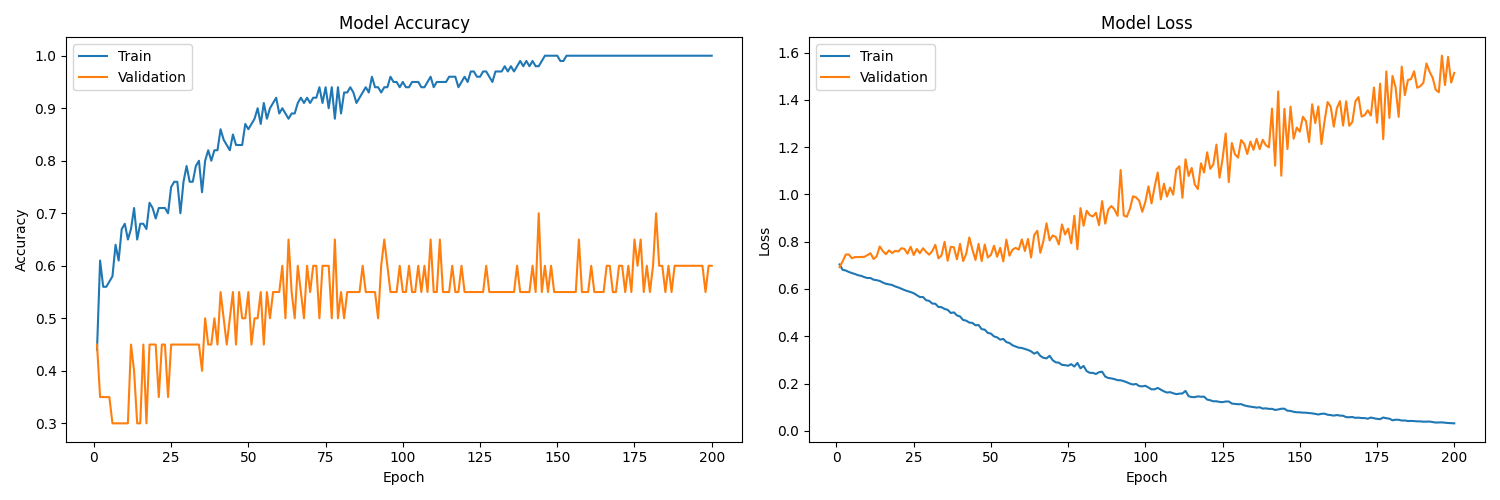 Model Accuracy
Train
Validation
1.0
0.9
0.8
0.7
0.6
0.5
0.4
0.3
Accuracy
0 25 50 75 100 125 150 175 200
Epoch
Model Loss
Train
Validation
1.6
1.4
1.2
1.0
0.8
0.6
0.4
0.2
0.0
Loss
0 25 50 75 100 125 150 175 200
Epoch